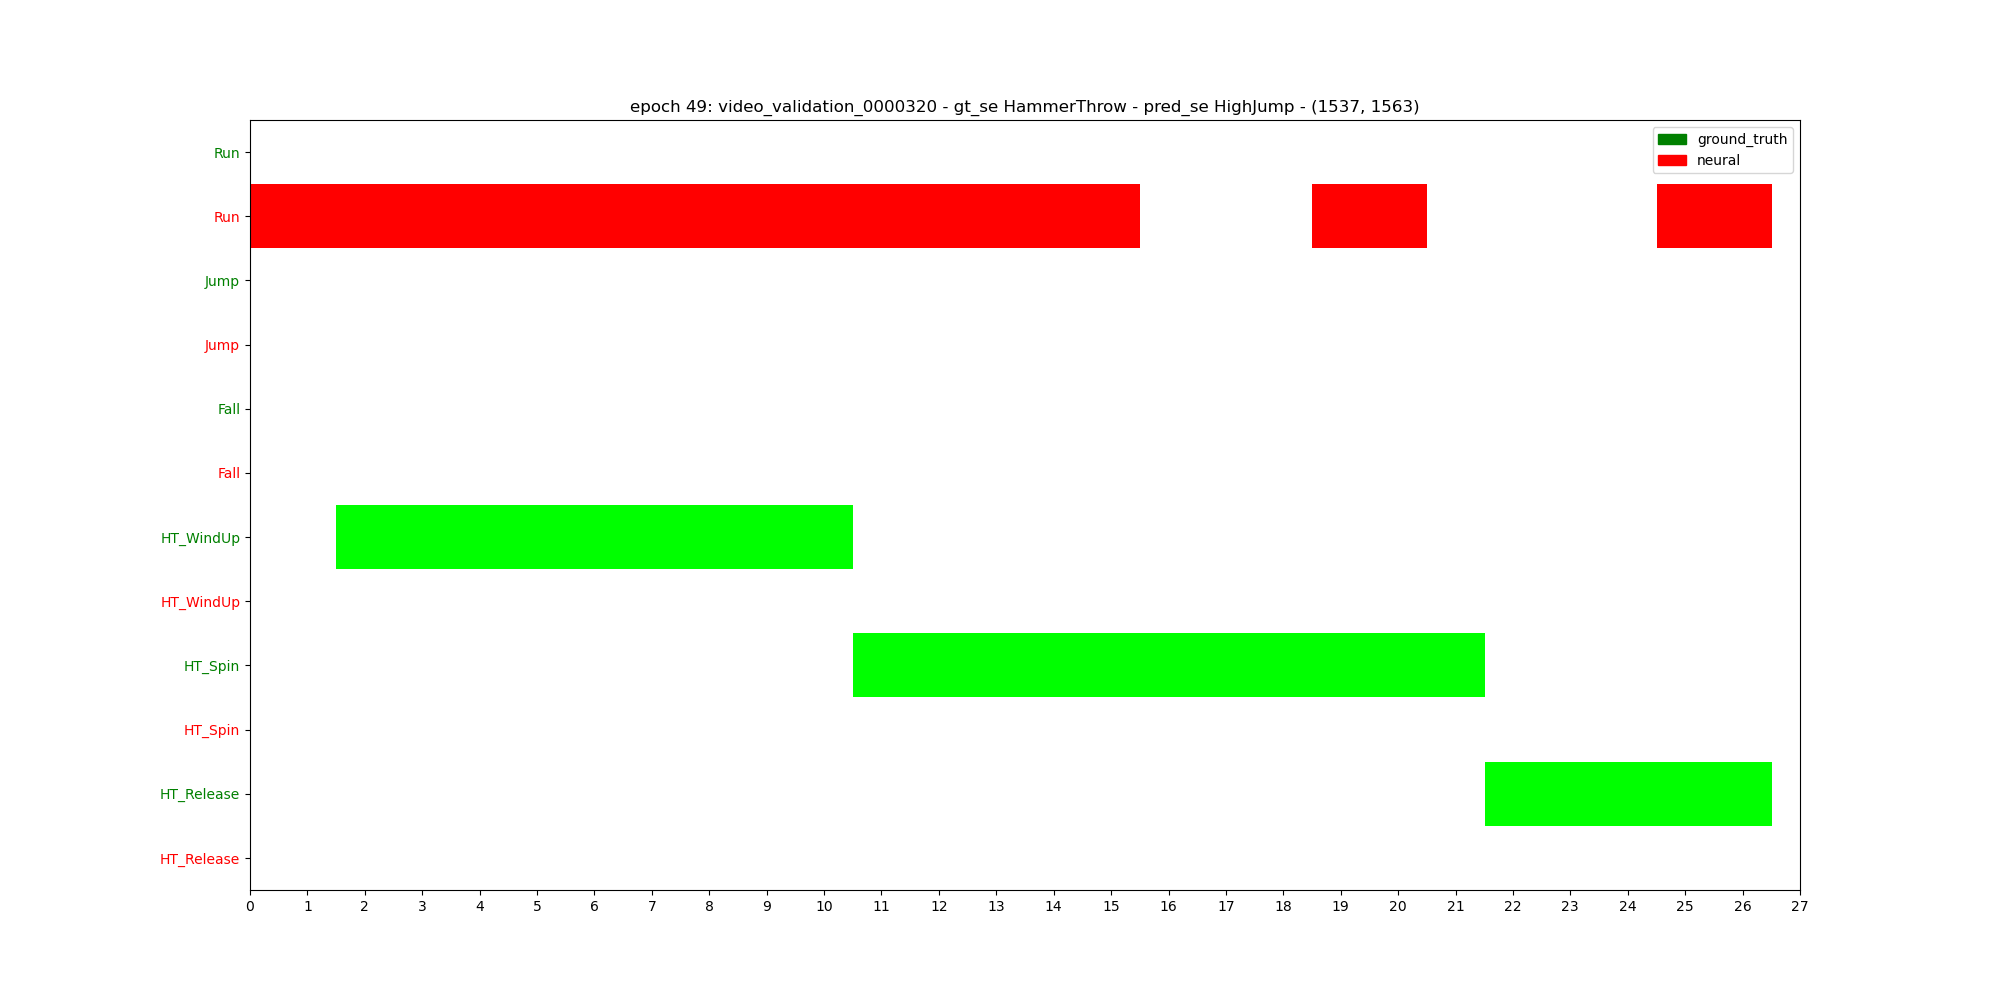 epoch 49: video_validation_0000320 - gt_se HammerThrow - pred_se HighJump - (1537, 1563)
ground_truth
neural
Run
Run
Jump
Jump
Fall
Fall
HT_WindUp
HT_WindUp
HT_Spin
HT_Spin
HT_Release
HT_Release
0 1 2 3 4 5 6 7 8 9 10 11 12 13 14 15 16 17 18 19 20 21 22 23 24 25 26 27